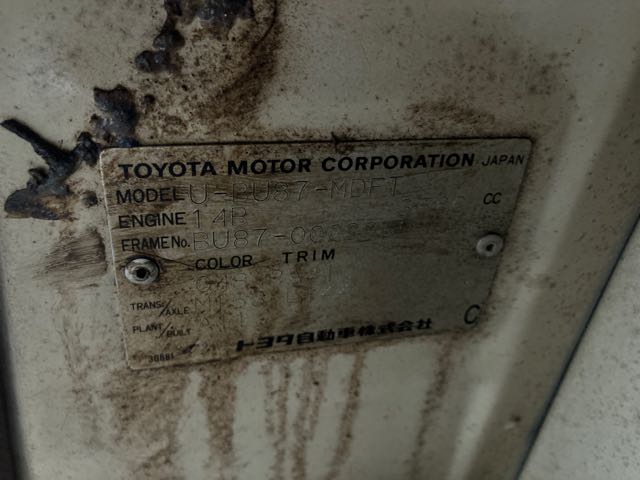 TOYOTA MOTOR CORPORATION JAPAN
MODEL U-BU87-MDFT
CC
ENGINE 14B
FRAME No.
COLOR TRIM
TRANS/AXLE
PLANT/BUILT
トヨタ自動車株式会社 C
30881